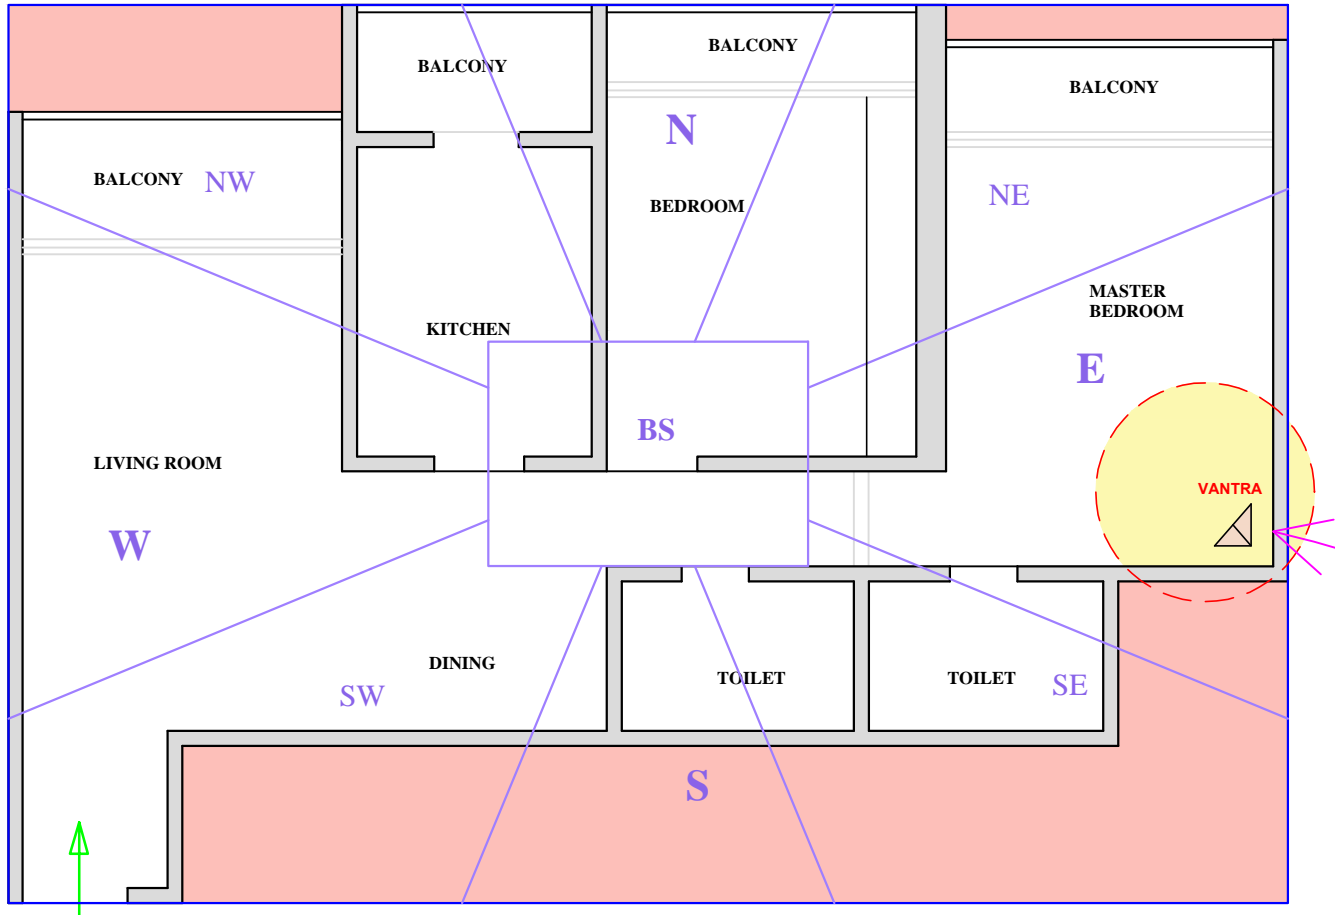 BALCONY
BALCONY
BALCONY
N
BALCONY
NW
NE
BEDROOM
MASTER
BEDROOM
KITCHEN
E
BS
LIVING ROOM
VANTRA
W
DINING
TOILET
TOILET
SE
SW
S